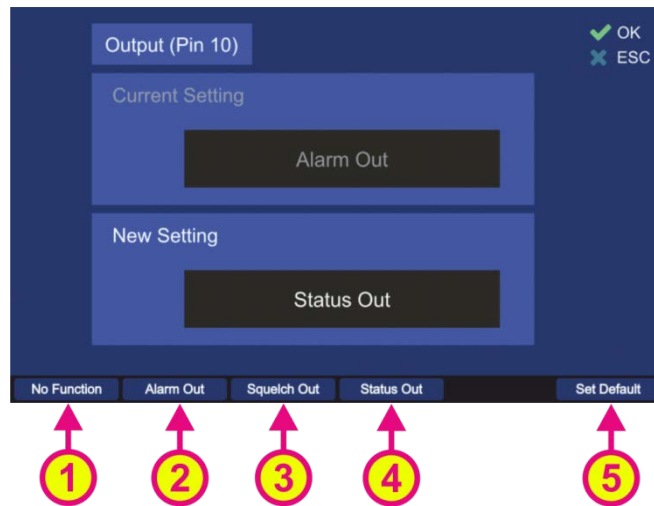 Output (Pin 10)
OK
ESC
Current Setting
Alarm Out
New Setting
Status Out
No Function Alarm Out Squelch Out Status Out Set Default
1 2 3 4 5